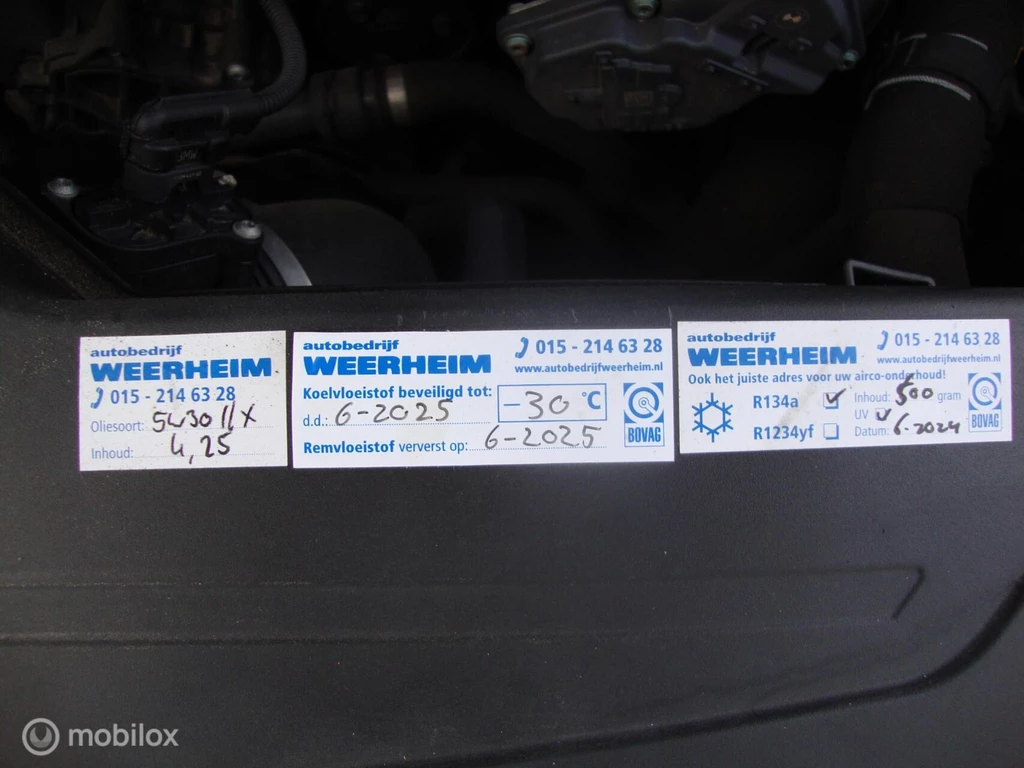 autobedrijf
WEERHEIM
015 - 214 63 28
Oliesoort: 5W30 ll X
Inhoud: 4,25
autobedrijf
WEERHEIM
015 - 214 63 28
www.autobedrijfweerheim.nl
Koelvloeistof beveiligd tot: -30 °C
d.d.: 6-2025
Remvloeistof ververst op: 6-2025
BOVAG
autobedrijf
WEERHEIM
015 - 214 63 28
www.autobedrijfweerheim.nl
Ook het juiste adres voor uw airco-onderhoud!
R134a
R1234yf
Inhoud: 500 gram
UV
Datum: 6-2024
BOVAG
mobilox